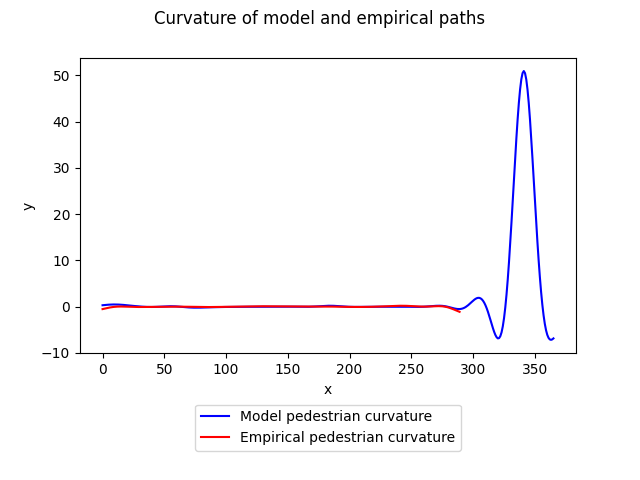 Curvature of model and empirical paths
50
40
30
20
10
0
−10
y
0 50 100 150 200 250 300 350
x
Model pedestrian curvature
Empirical pedestrian curvature